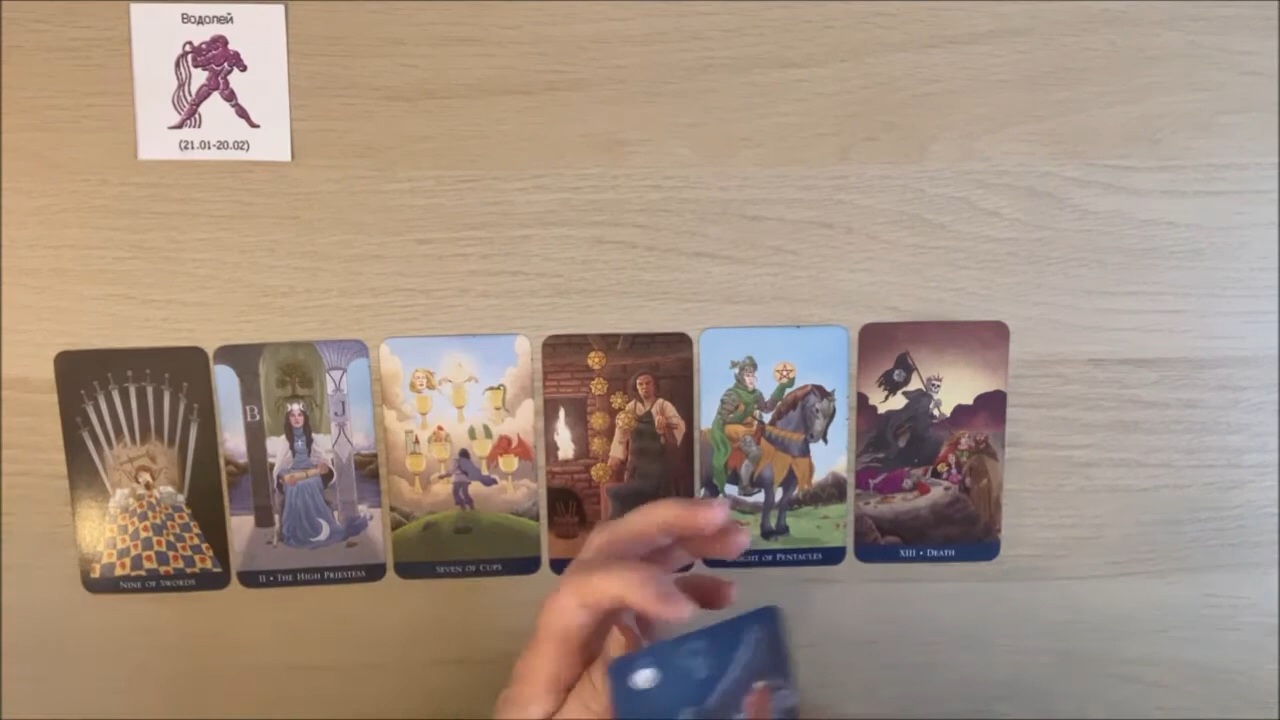 Водолей
(21.01-20.02)
B
J
NINE OF SWORDS
II • THE HIGH PRIESTESS
SEVEN OF CUPS
KNIGHT OF PENTACLES
XIII • DEATH